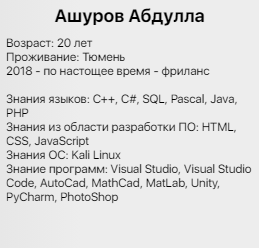 Ашуров Абдулла
Возраст: 20 лет
Проживание: Тюмень
2018 - по настоящее время - фриланс
Знания языков: C++, C#, SQL, Pascal, Java,
PHP
Знания из области разработки ПО: HTML,
CSS, JavaScript
Знания ОС: Kali Linux
Знание программ: Visual Studio, Visual Studio
Code, AutoCad, MathCad, MatLab, Unity,
PyCharm, PhotoShop